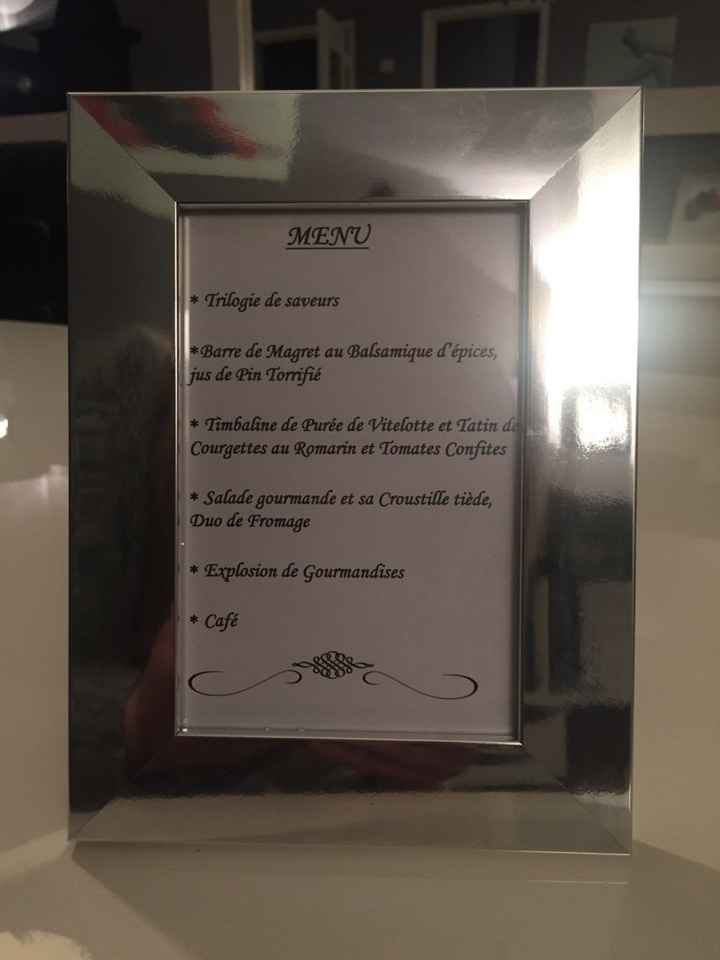 MENU
* Trilogie de saveurs
*Barre de Magret au Balsamique d'épices,
jus de Pin Torrifié
* Timbaline de Purée de Vitelotte et Tatin de
Courgettes au Romarin et Tomates Confites
* Salade gourmande et sa Croustille tiède,
Duo de Fromage
* Explosion de Gourmandises
* Café